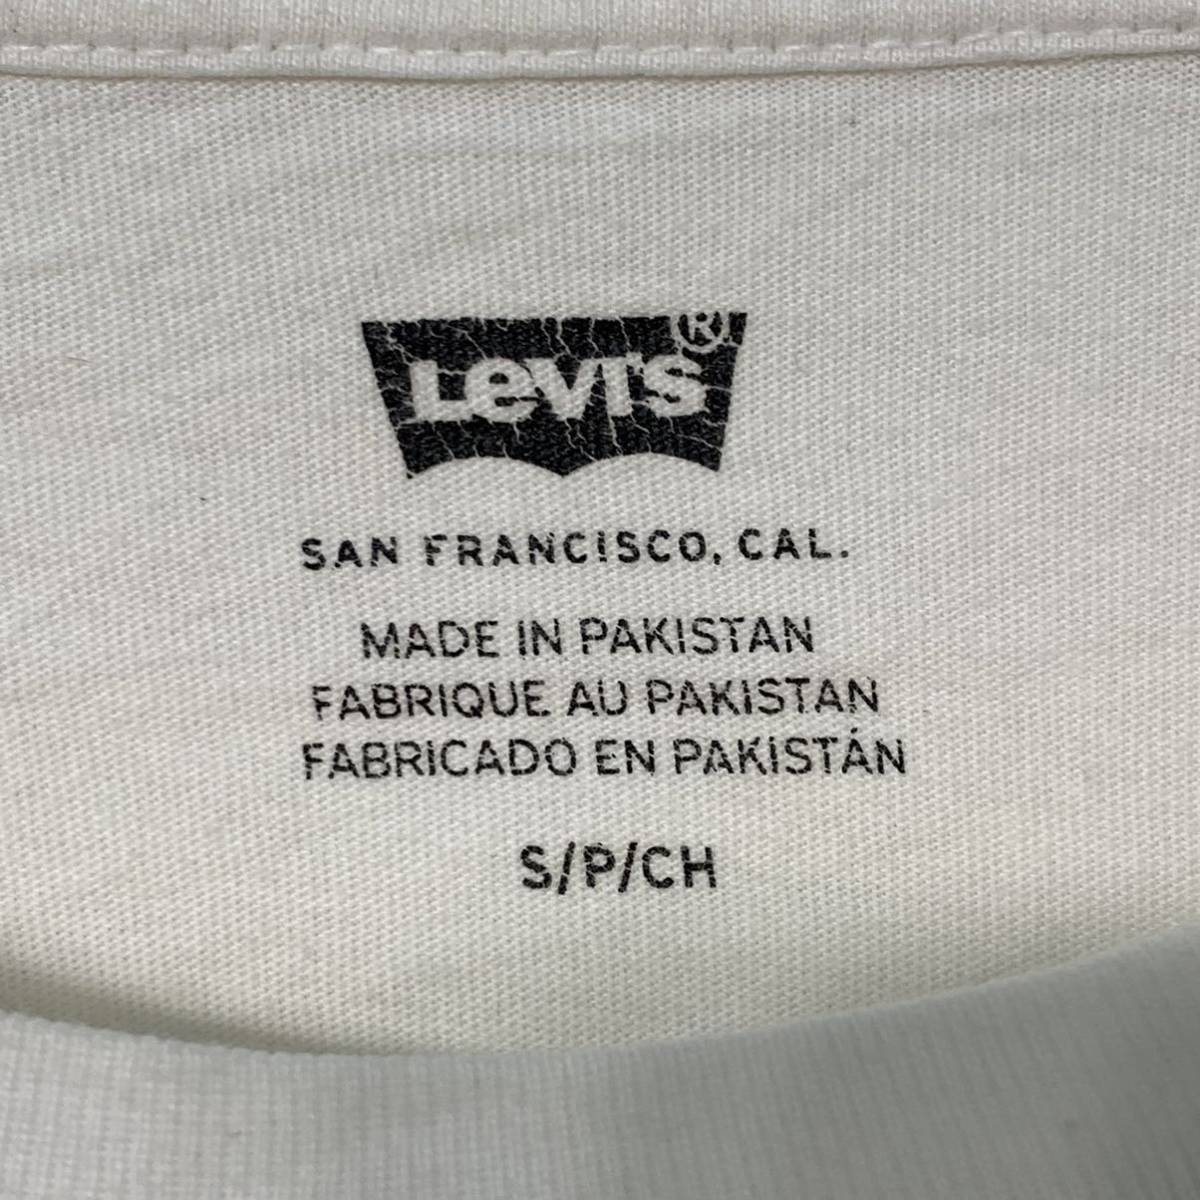 Levi's®
SAN FRANCISCO, CAL.
MADE IN PAKISTAN
FABRIQUE AU PAKISTAN
FABRICADO EN PAKISTÁN
S/P/CH